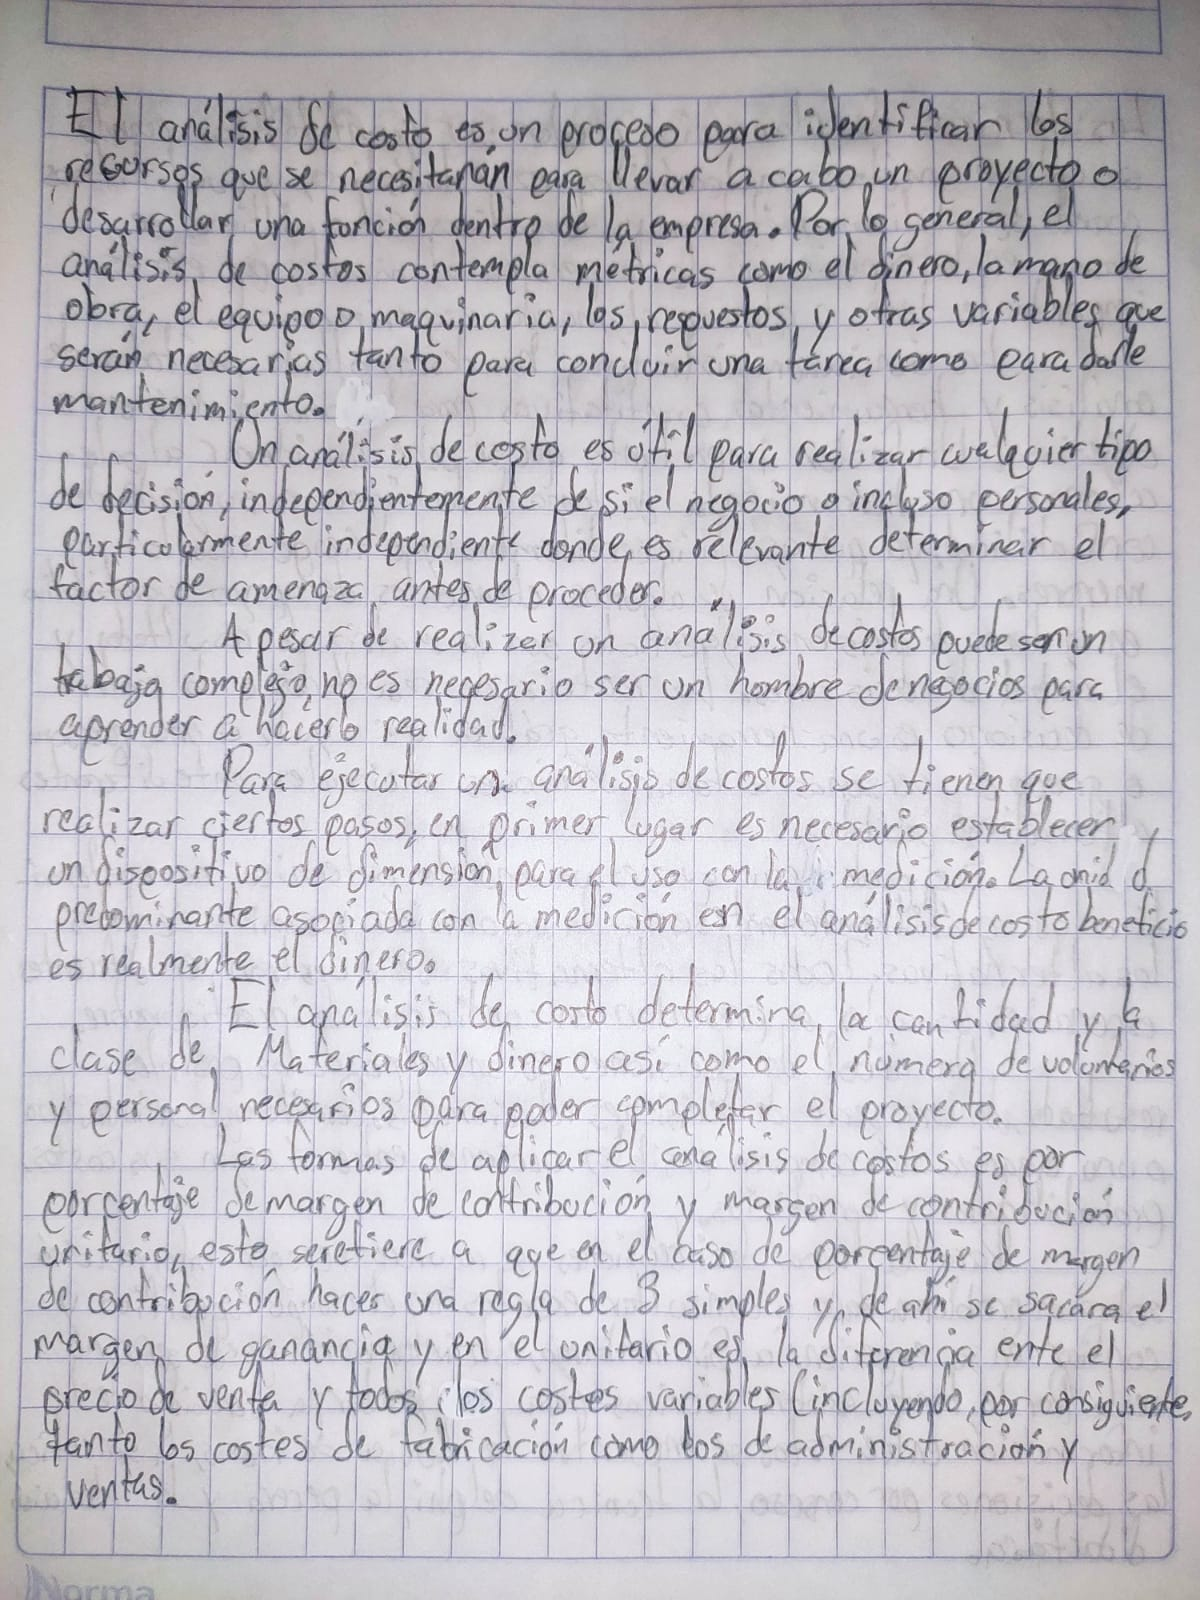 El análisis de costo es un proceso para identificar los
recursos que se necesitarán para llevar a cabo un proyecto o
desarrollar una función dentro de la empresa. Por lo general, el
análisis de costos contempla métricas como el dinero, la mano de
obra, el equipo o maquinaria, los repuestos, y otras variables que
serán necesarias tanto para concluir una tarea como para darle
mantenimiento.
Un análisis de costo es útil para realizar cualquier tipo
de decisión, independientemente de si el negocio o incluso personales,
particularmente independiente donde es relevante determinar el
factor de amenaza antes de proceder.
A pesar de realizar un análisis de costos puede ser un
trabajo complejo, no es necesario ser un hombre de negocios para
aprender a hacerlo realidad.
Para ejecutar un análisis de costos se tienen que
realizar ciertos pasos, en primer lugar es necesario establecer
un dispositivo de dimensión para el uso con la medición. La unid d
predominante asociada con la medición en el análisis de costo beneficio
es realmente el dinero.
El análisis de costo determina la cantidad y la
clase de Materiales y dinero así como el número de voluntarios
y personal necesarios para poder completar el proyecto.
Las formas de aplicar el análisis de costos es por
porcentaje de margen de contribución y margen de contribución
unitario, esto se refiere a que en el caso de porcentaje de margen
de contribución hacer una regla de 3 simples y de ahí se sacara el
margen de ganancia y en el unitario es la diferencia ente el
precio de venta y todos los costes variables (incluyendo, por consiguiente,
tanto los costes de fabricación como los de administración y
ventas.
Norma